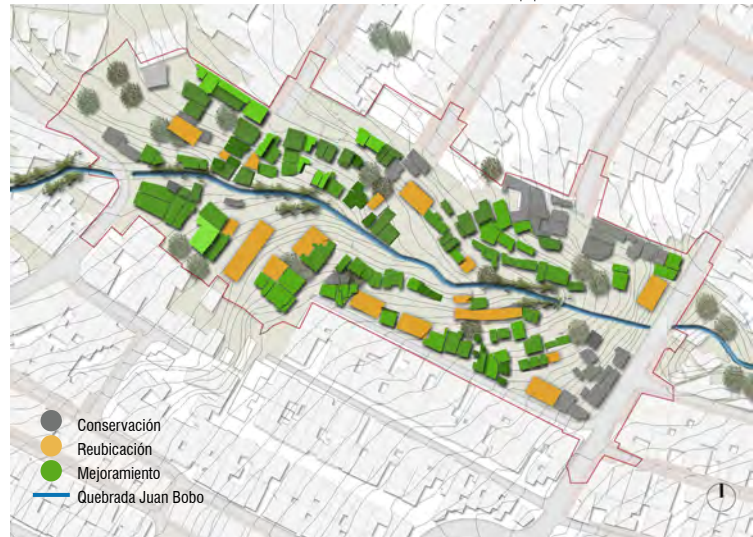 Conservación
Reubicación
Mejoramiento
Quebrada Juan Bobo